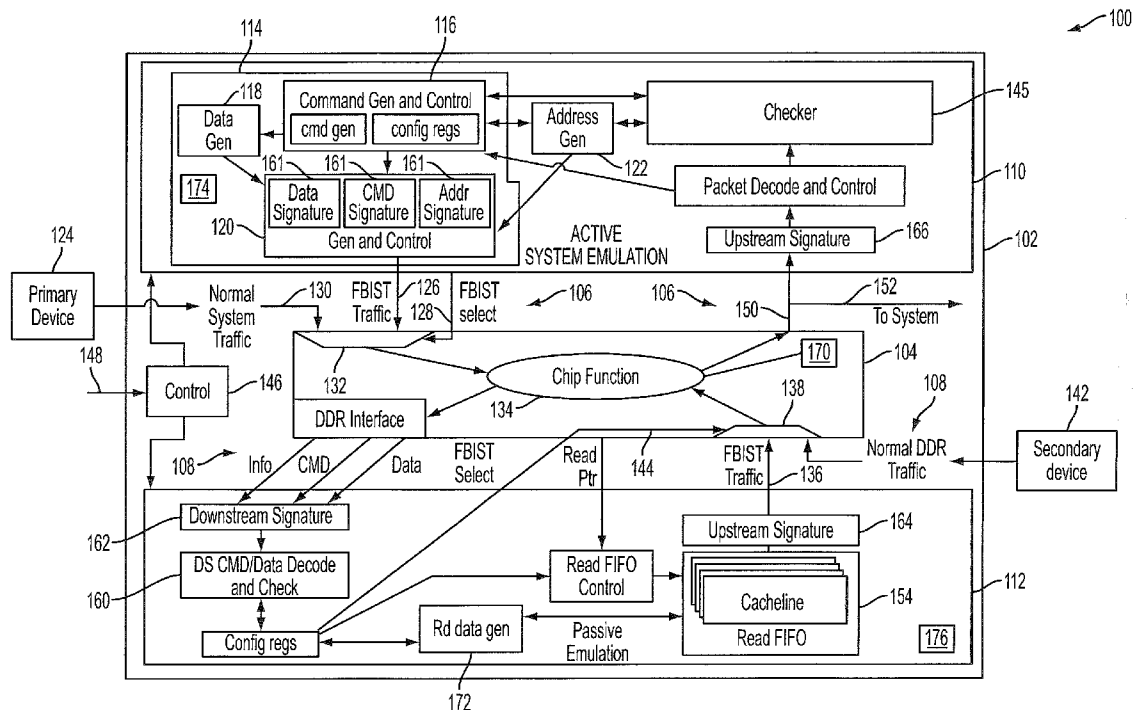 100
114
116
118
Command Gen and Control
cmd gen
config regs
Data
Gen
Address
Gen
122
Checker
145
174
161
161
161
Data
Signature
CMD
Signature
Addr
Signature
Gen and Control
120
Packet Decode and Control
110
Upstream Signature
166
102
ACTIVE
SYSTEM EMULATION
124
Primary
Device
130
Normal
System
Traffic
FBIST
Traffic
126
FBIST
select
128
106
106
150
152
To System
148
Control
146
132
Chip Function
134
170
104
138
DDR Interface
108
Info
CMD
Data
FBIST
Select
Read
Ptr
144
FBIST
Traffic
136
108
Normal DDR
Traffic
142
Secondary
device
Downstream Signature
162
Upstream Signature
164
DS CMD/Data Decode
and Check
160
Read FIFO
Control
Cacheline
Read FIFO
154
112
Config regs
Rd data gen
172
Passive
Emulation
176